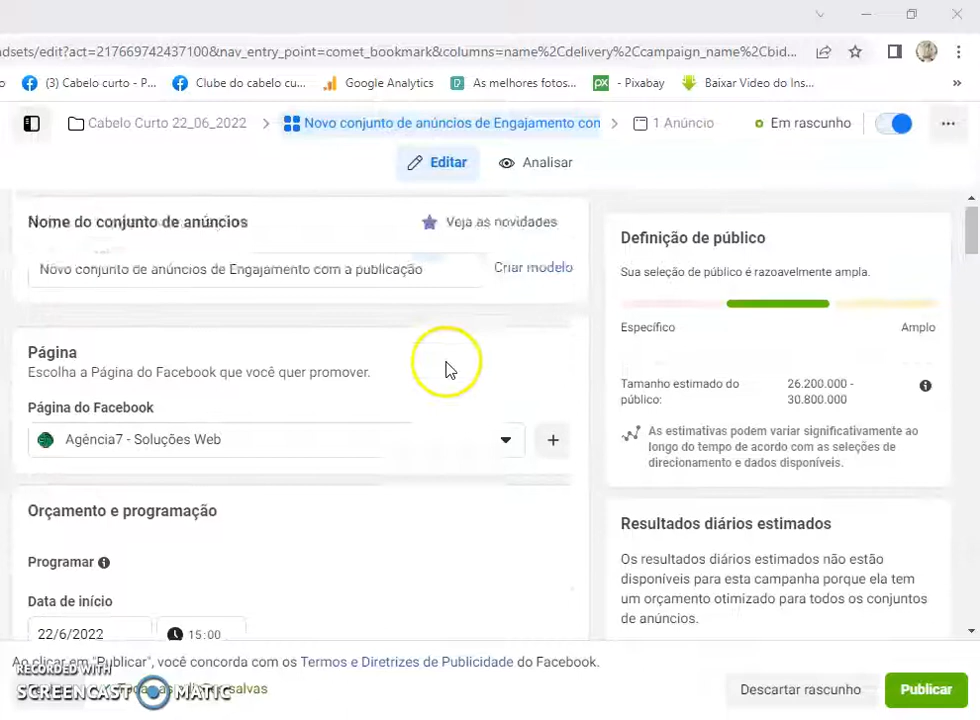 dsets/edit?act=217669742437100&nav_entry_point=comet_bookmark&columns=name%2Cdelivery%2Ccampaign_name%2Cbid...
(3) Cabelo curto - P... Clube do cabelo cu... Google Analytics As melhores fotos... - Pixabay Baixar Vídeo do Ins... »
Cabelo Curto 22_06_2022 > Novo conjunto de anúncios de Engajamento con > 1 Anúncio Em rascunho ...
Editar Analisar
Nome do conjunto de anúncios Veja as novidades
Novo conjunto de anúncios de Engajamento com a publicação Criar modelo
Página
Escolha a Página do Facebook que você quer promover.
Página do Facebook
Agência7 - Soluções Web
Orçamento e programação
Programar
Data de início
22/6/2022 15:00
Definição de público
Sua seleção de público é razoavelmente ampla.
Específico Amplo
Tamanho estimado do público: 26.200.000 - 30.800.000
As estimativas podem variar significativamente ao
longo do tempo de acordo com as seleções de
direcionamento e dados disponíveis.
Resultados diários estimados
Os resultados diários estimados não estão
disponíveis para esta campanha porque ela tem
um orçamento otimizado para todos os conjuntos
de anúncios.
Ao clicar em "Publicar", você concorda com os Termos e Diretrizes de Publicidade do Facebook.
RECORDED WITH
SCREENCAST MATIC salvas
Descartar rascunho Publicar